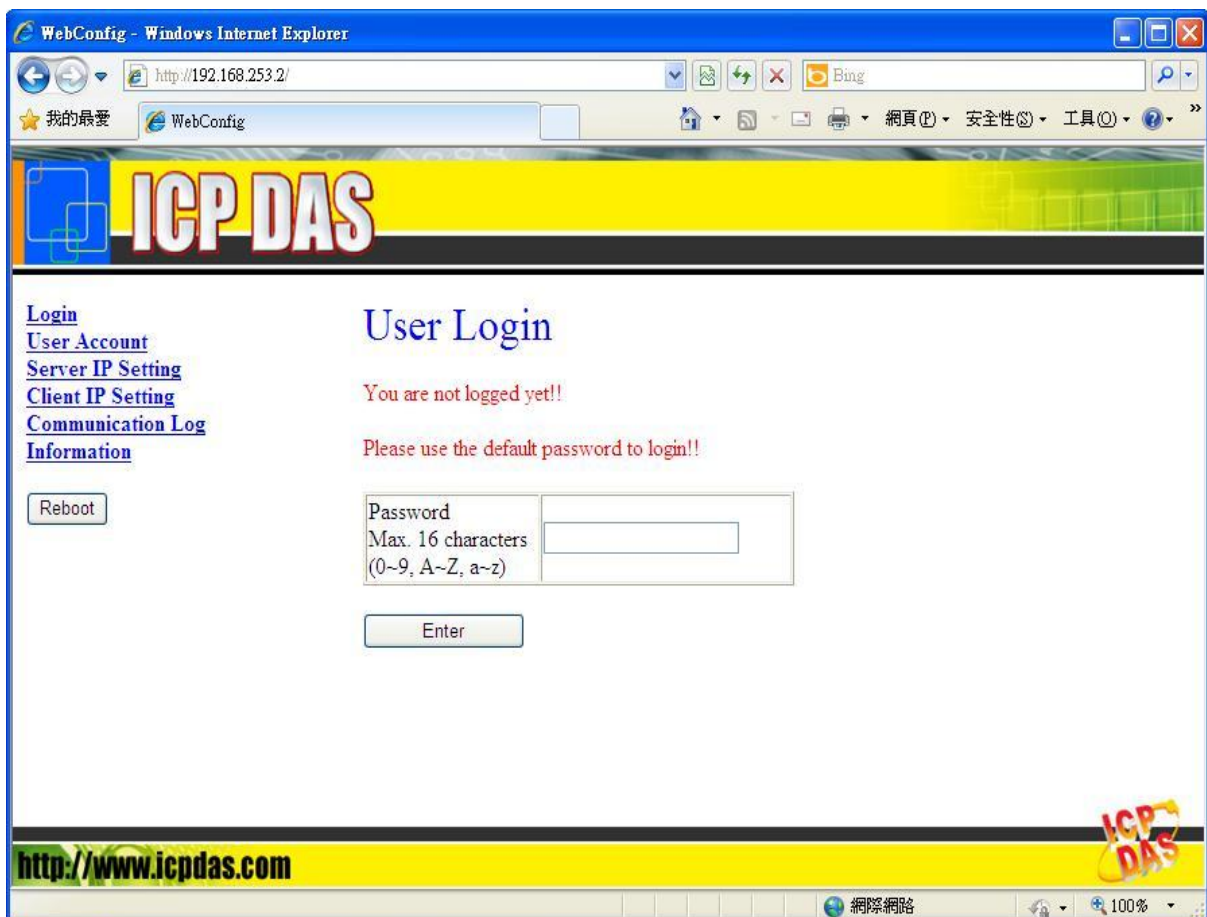 WebConfig - Windows Internet Explorer
http://192.168.253.2/
Bing
我的最愛
WebConfig
網頁(P)
安全性(S)
工具(O)
»
ICP DAS
Login
User Account
Server IP Setting
Client IP Setting
Communication Log
Information
Reboot
User Login
You are not logged yet!!
Please use the default password to login!!
Password
Max. 16 characters
(0~9, A~Z, a~z)
Enter
http://www.icpdas.com
ICP
DAS
網際網路
100%